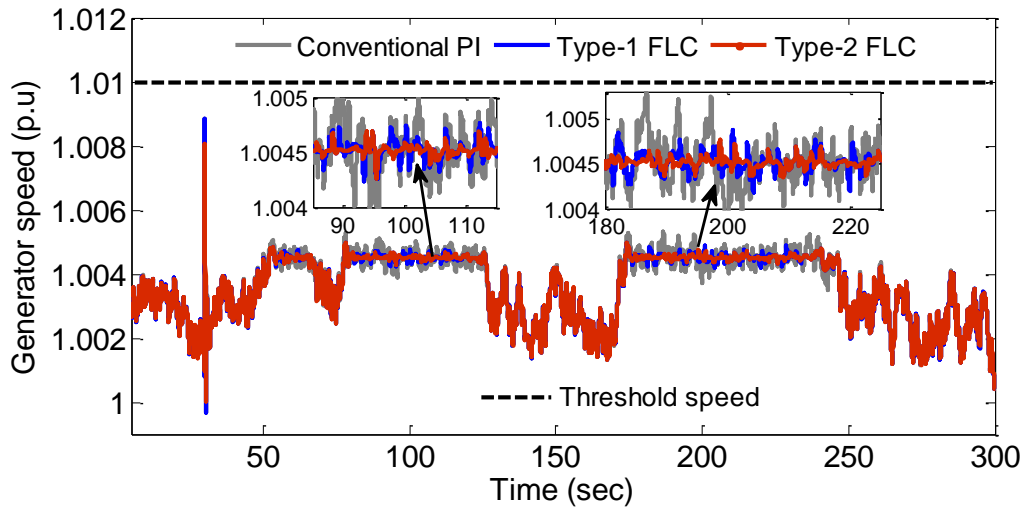 1.012
Conventional PI Type-1 FLC Type-2 FLC
1.01
1.005
1.0045
1.004
90 100 110
1.005
1.0045
1.004
180 200 220
1.008
1.006
1.004
1.002
1
Generator speed (p.u)
Threshold speed
50 100 150 200 250 300
Time (sec)